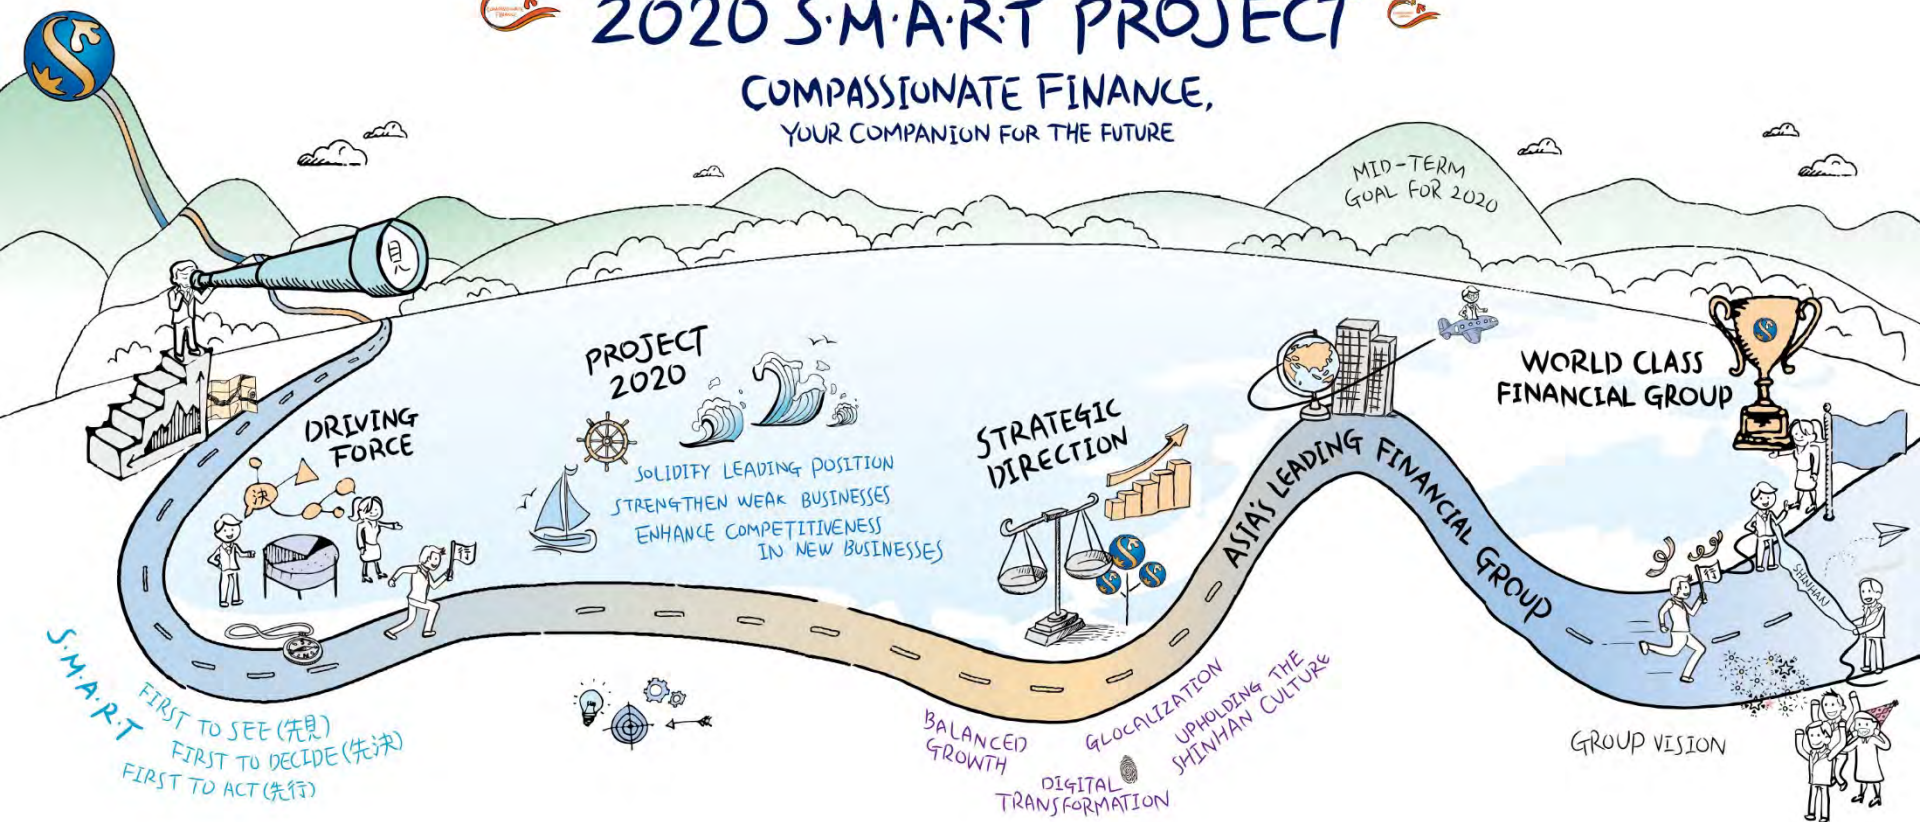 2020 S·M·A·R·T PROJECT
COMPASSIONATE FINANCE,
YOUR COMPANION FOR THE FUTURE
MID-TERM
GOAL FOR 2020
見
DRIVING
FORCE
決
行
PROJECT
2020
SOLIDIFY LEADING POSITION
STRENGTHEN WEAK BUSINESSES
ENHANCE COMPETITIVENESS
IN NEW BUSINESSES
STRATEGIC
DIRECTION
ASIA'S LEADING FINANCIAL GROUP
WORLD CLASS
FINANCIAL GROUP
行
SHINHAN
S·M·A·R·T
FIRST TO SEE (先見)
FIRST TO DECIDE (先決)
FIRST TO ACT (先行)
BALANCED
GROWTH
GLOCALIZATION
UPHOLDING THE
SHINHAN CULTURE
DIGITAL
TRANSFORMATION
GROUP VISION